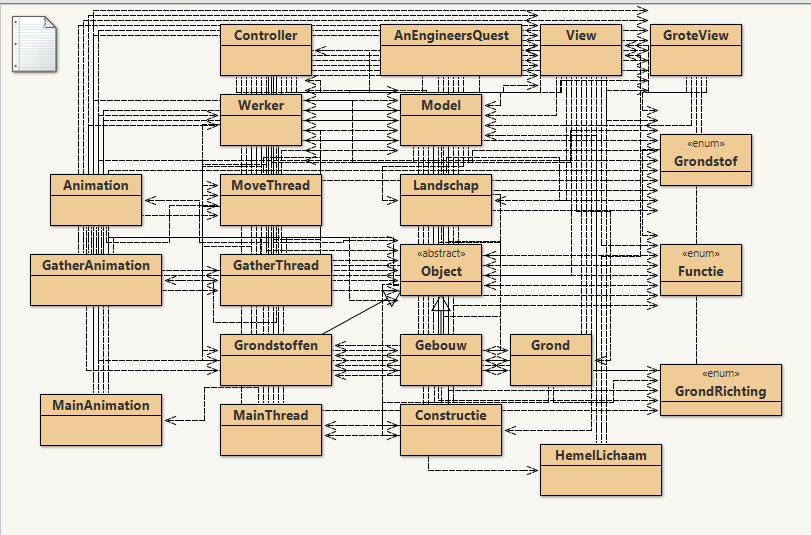 Controller
AnEngineersQuest
View
GroteView
Werker
Model
«enum»
Grondstof
Animation
MoveThread
Landschap
GatherAnimation
GatherThread
«abstract»
Object
«enum»
Functie
Grondstoffen
Gebouw
Grond
«enum»
GrondRichting
MainAnimation
MainThread
Constructie
HemelLichaam